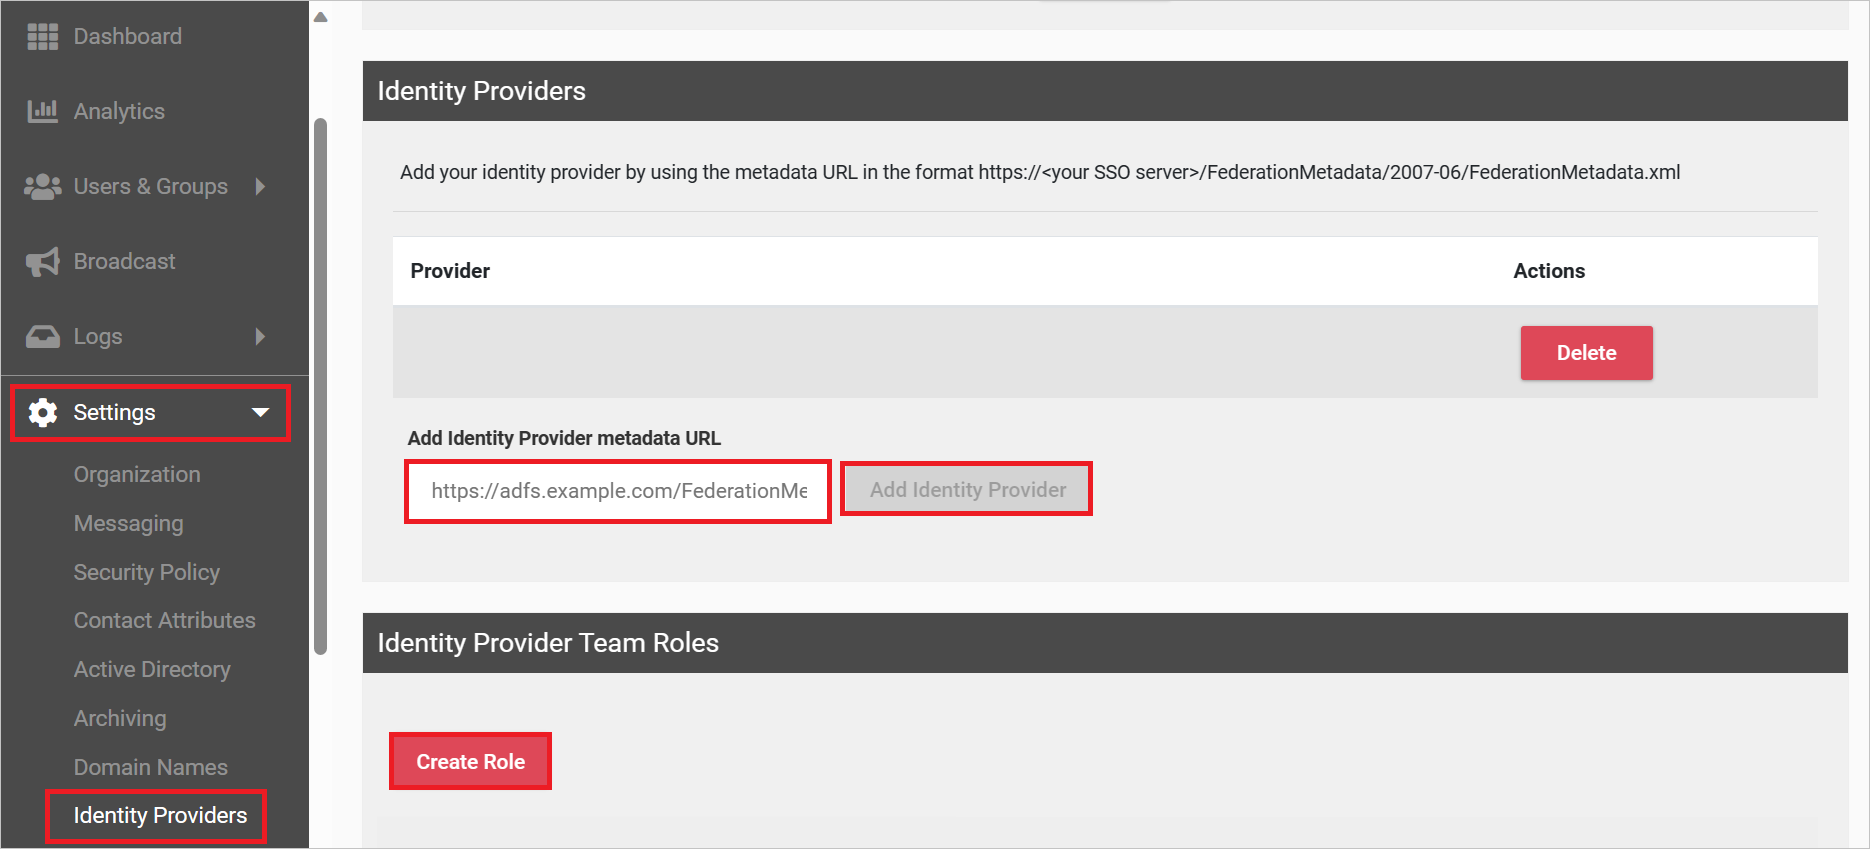 Dashboard
Analytics
Users & Groups
Broadcast
Logs
Settings
Organization
Messaging
Security Policy
Contact Attributes
Active Directory
Archiving
Domain Names
Identity Providers
Identity Providers
Add your identity provider by using the metadata URL in the format https://<your SSO server>/FederationMetadata/2007-06/FederationMetadata.xml
Provider Actions
Delete
Add Identity Provider metadata URL
https://adfs.example.com/FederationMe Add Identity Provider
Identity Provider Team Roles
Create Role